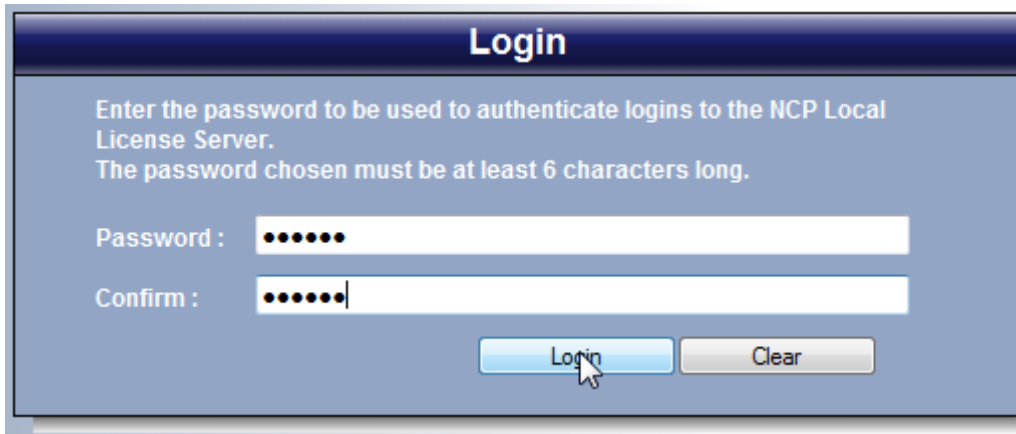 Login
Enter the password to be used to authenticate logins to the NCP Local
License Server.
The password chosen must be at least 6 characters long.
Password : ••••••
Confirm : ••••••
Login Clear